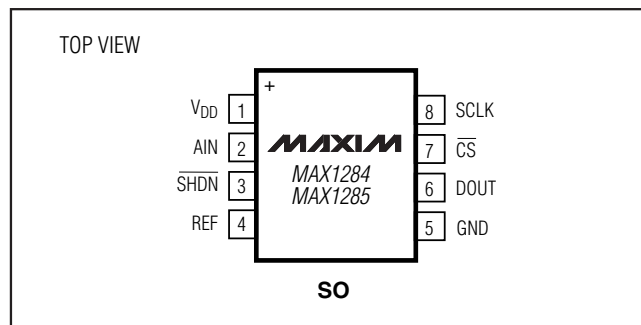 TOP VIEW
+
VDD 1
AIN 2
SHDN 3
REF 4
MAXIM
MAX1284
MAX1285
8 SCLK
7 CS
6 DOUT
5 GND
SO